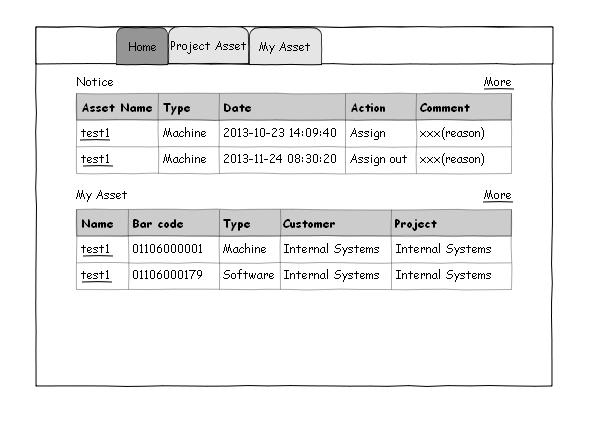 Home Project Asset My Asset
Notice More
Asset Name Type Date Action Comment
test1 Machine 2013-10-23 14:09:40 Assign xxx(reason)
test1 Machine 2013-11-24 08:30:20 Assign out xxx(reason)
My Asset More
Name Bar code Type Customer Project
test1 01106000001 Machine Internal Systems Internal Systems
test1 01106000179 Software Internal Systems Internal Systems